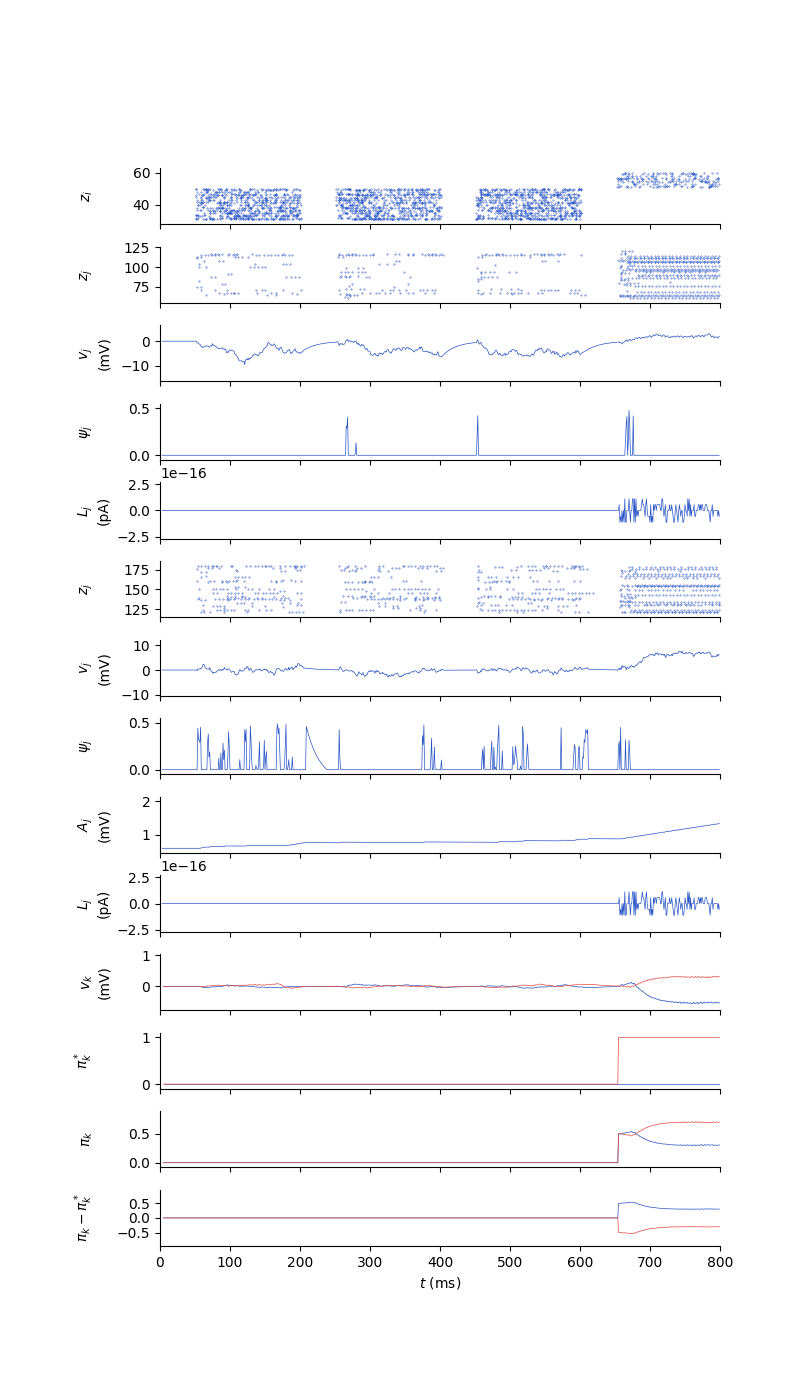 60
40
z_i
125
100
75
z_j
0
−10
v_j
(mV)
0.5
0.0
ψ_j
1e−16
2.5
0.0
−2.5
L_j
(pA)
175
150
125
z_j
10
0
−10
v_j
(mV)
0.5
0.0
ψ_j
2
1
A_j
(mV)
1e−16
2.5
0.0
−2.5
L_j
(pA)
1
0
v_k
(mV)
1
0
π_k^*
0.5
0.0
π_k
0.5
0.0
−0.5
π_k − π_k^*
0 100 200 300 400 500 600 700 800
t (ms)